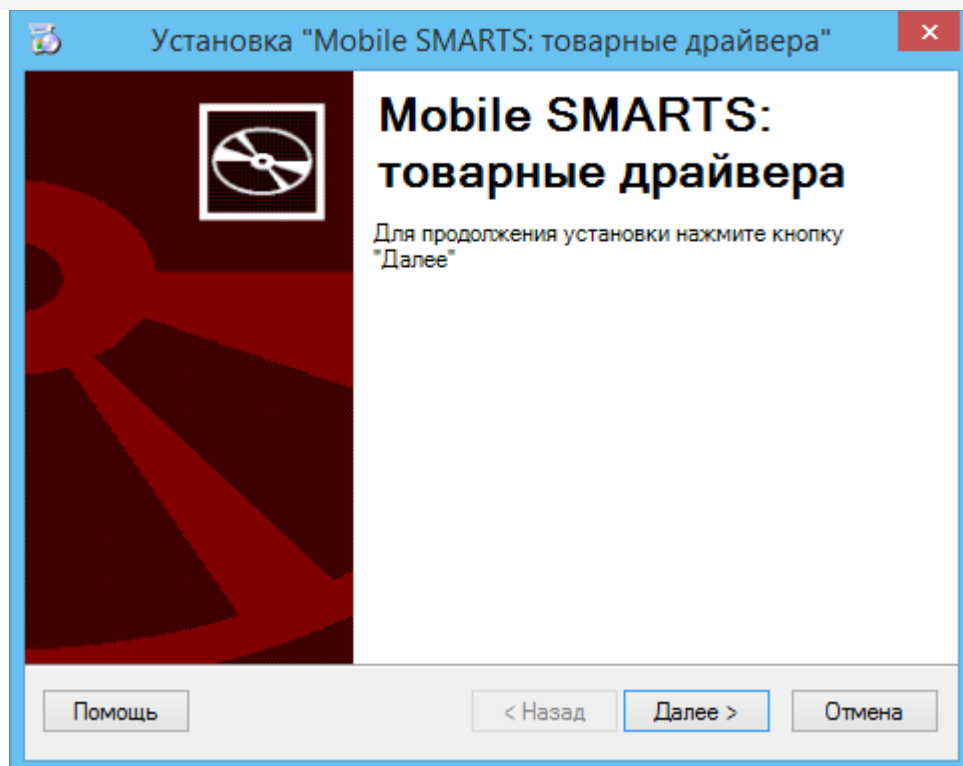 Установка "Mobile SMARTS: товарные драйвера"
Mobile SMARTS:
товарные драйвера
Для продолжения установки нажмите кнопку
"Далее"
Помощь
< Назад
Далее >
Отмена